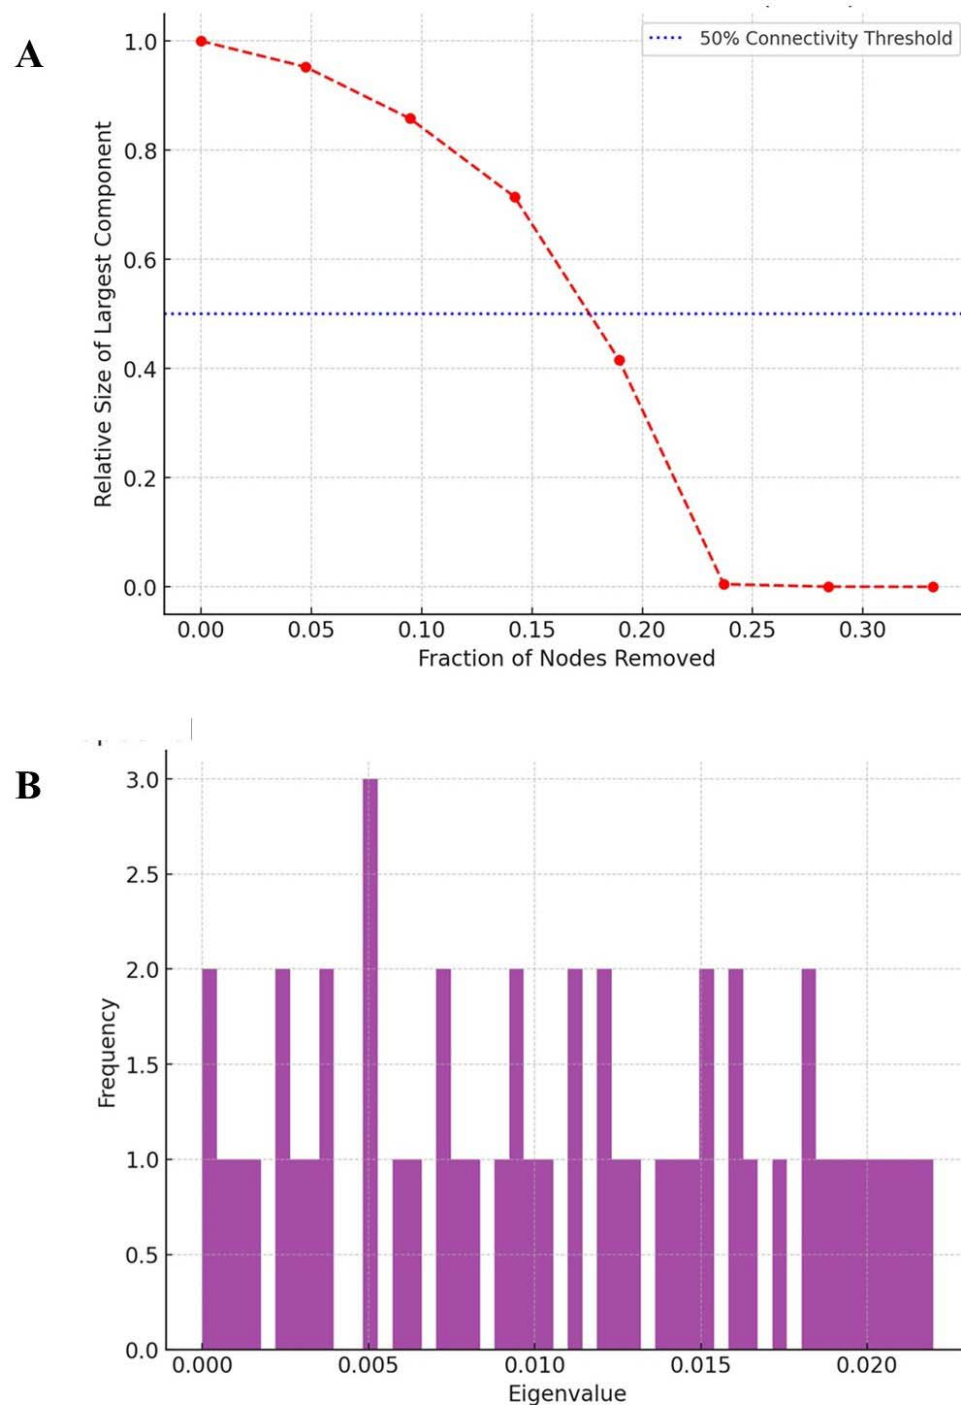 A
50% Connectivity Threshold
1.0
0.8
0.6
0.4
0.2
0.0
Relative Size of Largest Component
0.00 0.05 0.10 0.15 0.20 0.25 0.30
Fraction of Nodes Removed
B
3.0
2.5
2.0
1.5
1.0
0.5
0.0
Frequency
0.000 0.005 0.010 0.015 0.020
Eigenvalue